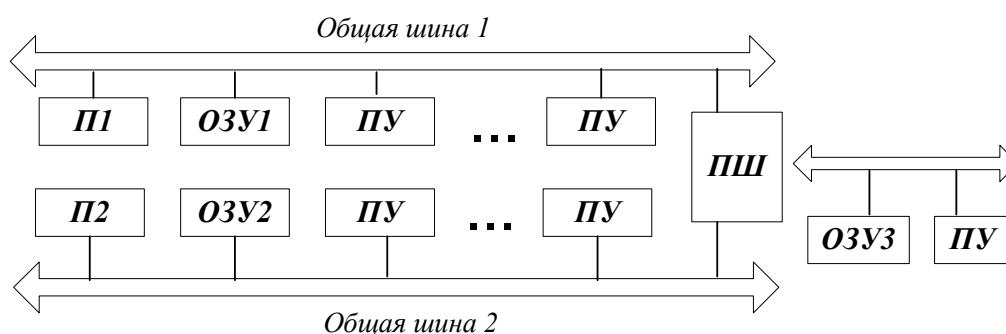 Общая шина 1
П1 ОЗУ1 ПУ ... ПУ
ПШ
П2 ОЗУ2 ПУ ... ПУ
ОЗУ3 ПУ
Общая шина 2